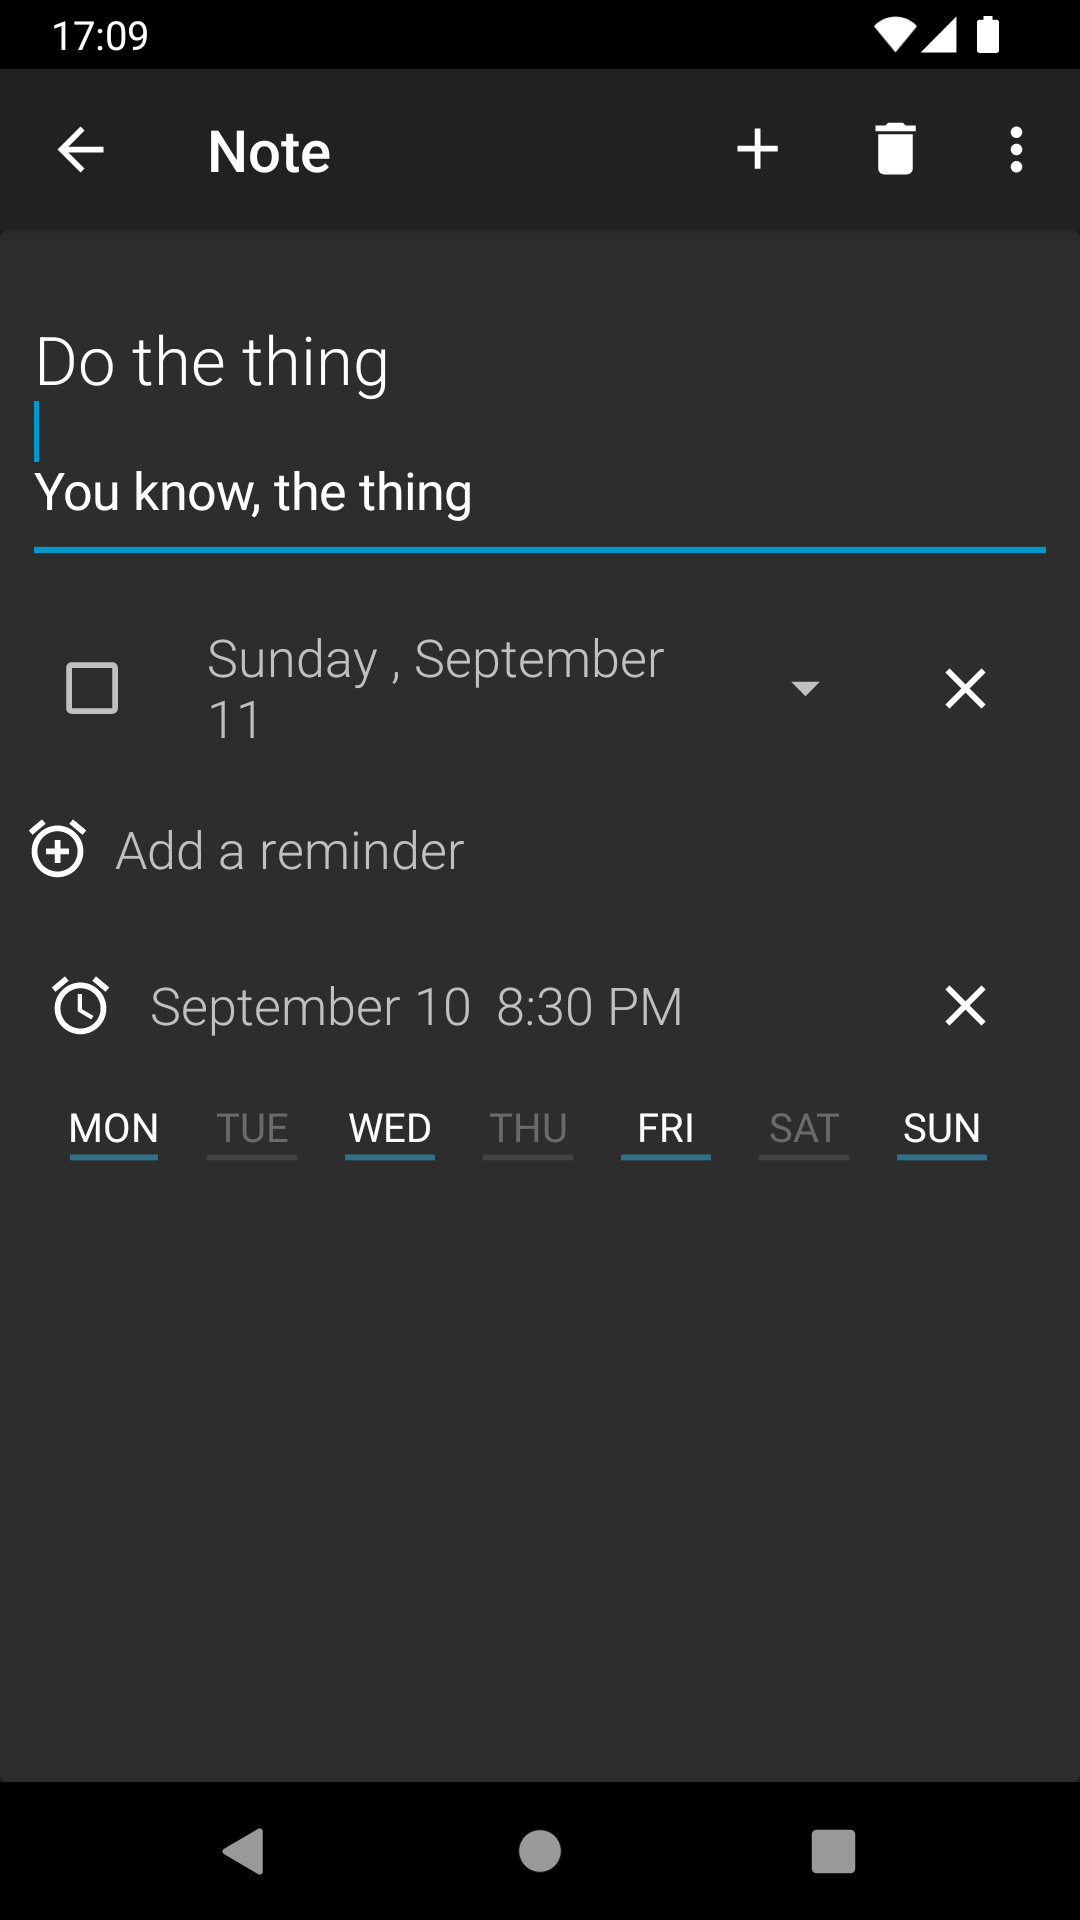 17:09
Note
Do the thing
You know, the thing
Sunday , September
11
Add a reminder
September 10 8:30 PM
MON TUE WED THU FRI SAT SUN